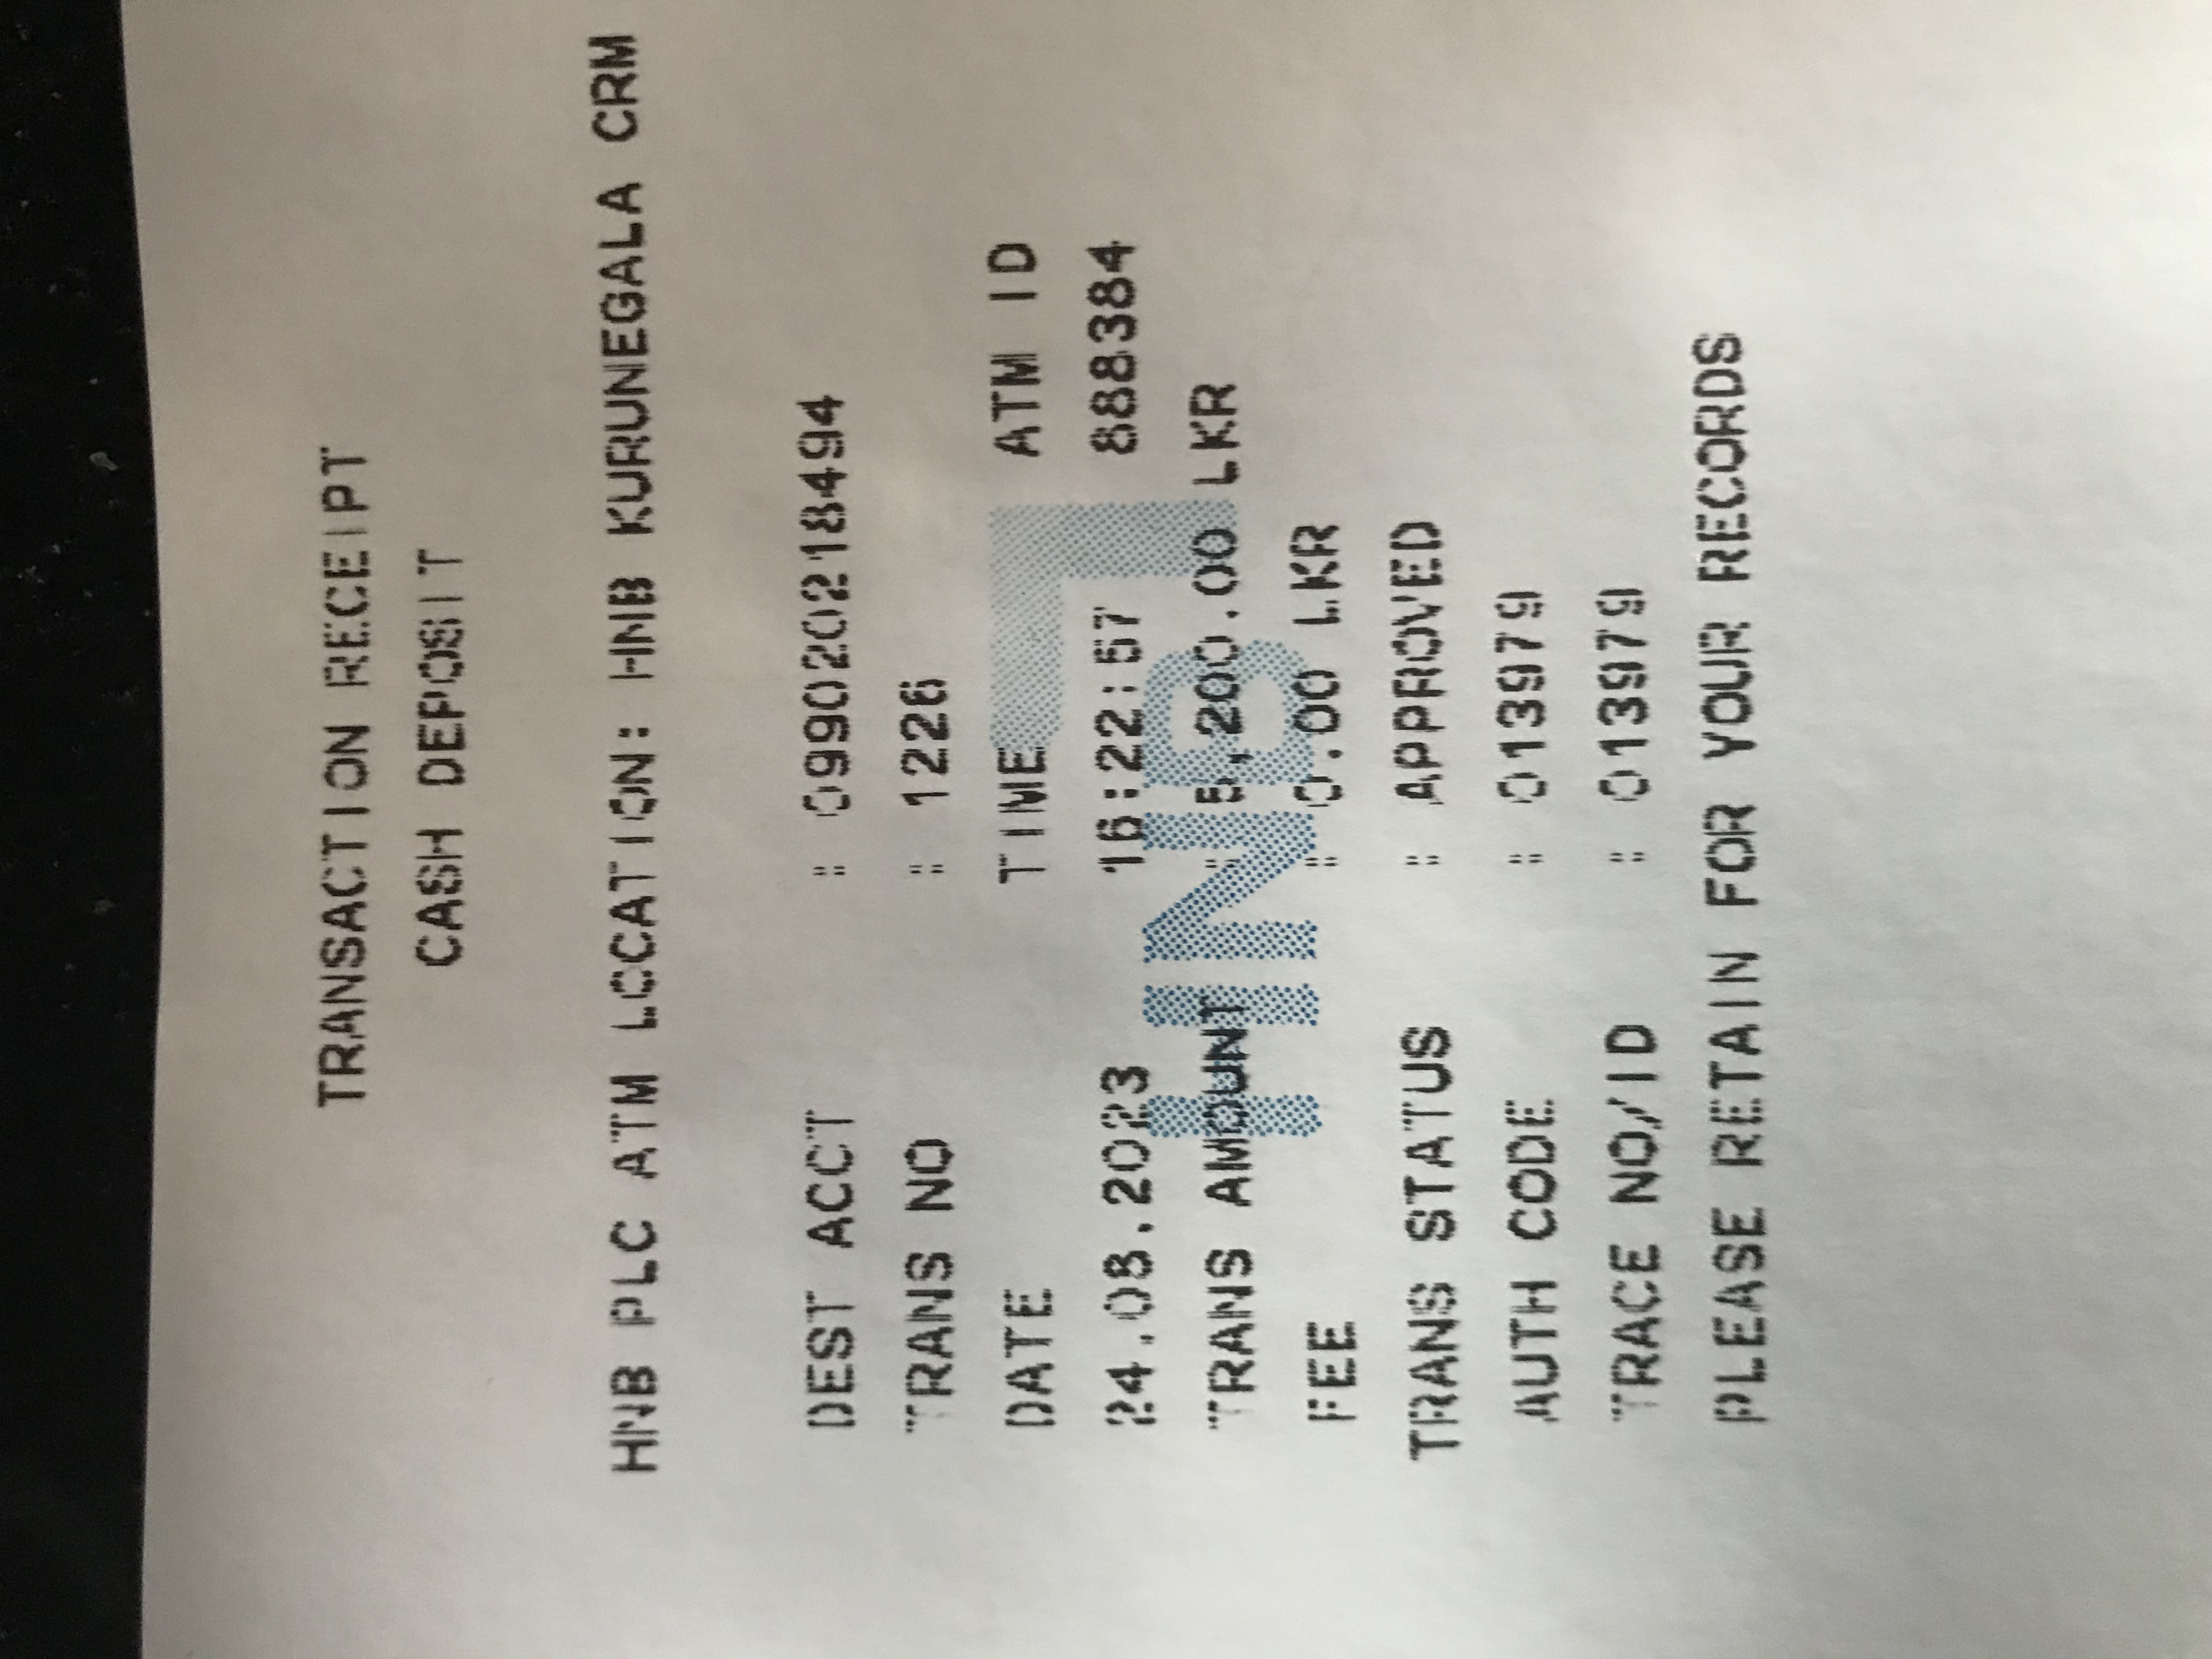 TRANSACTION RECEIPT
CASH DEPOSIT
HNB PLC ATM LOCATION: HNB KURUNEGALA CRM
DEST ACCT : 099020218494
TRANS NO : 1226
DATE TIME ATM ID
24.08.2023 16:22:57 888384
TRANS AMOUNT : 5,200.00 LKR
FEE : 0.00 LKR
TRANS STATUS : APPROVED
AUTH CODE : 013979
TRACE NO/ID : 013979
PLEASE RETAIN FOR YOUR RECORDS
HNB